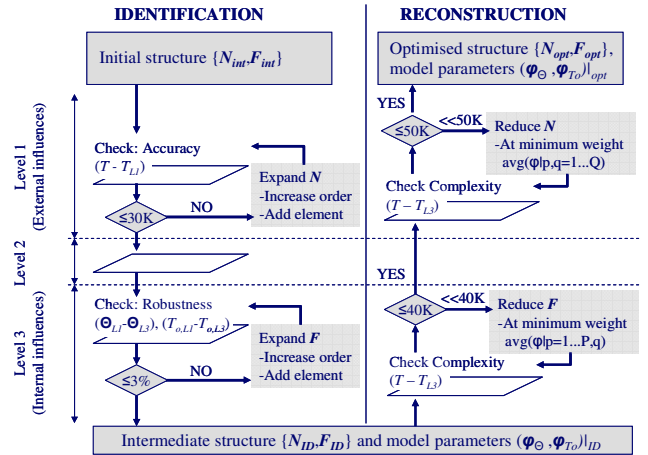 IDENTIFICATION
Initial structure {N_int,F_int}
Level 1
(External influences)
Check: Accuracy
(T - T_L1)
Expand N
-Increase order
-Add element
≤30K
NO
Level 2
Level 3
(Internal influences)
Check: Robustness
(Θ_L1-Θ_L3), (T_o,L1-T_o,L3)
Expand F
-Increase order
-Add element
≤3%
NO
Intermediate structure {N_ID,F_ID} and model parameters (φ_Θ ,φ_To)|_ID
RECONSTRUCTION
Optimised structure {N_opt,F_opt},
model parameters (φ_Θ ,φ_To)|_opt
YES
≤50K
<<50K
Reduce N
-At minimum weight
avg(φ|p,q=1...Q)
Check Complexity
(T – T_L3)
YES
≤40K
<<40K
Reduce F
-At minimum weight
avg(φ|p=1...P,q)
Check Complexity
(T – T_L3)